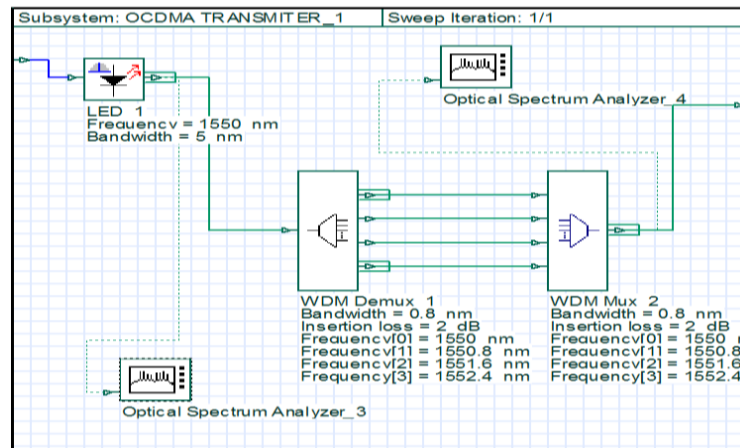 Subsystem: OCDMA TRANSMITER_1
Sweep Iteration: 1/1
LED_1
Frequency = 1550 nm
Bandwidth = 5 nm
Optical Spectrum Analyzer_4
WDM Demux_1
Bandwidth = 0.8 nm
Insertion loss = 2 dB
Frequency[0] = 1550 nm
Frequency[1] = 1550.8 nm
Frequency[2] = 1551.6 nm
Frequency[3] = 1552.4 nm
WDM Mux_2
Bandwidth = 0.8 nm
Insertion loss = 2 dB
Frequency[0] = 1550
Frequency[1] = 1550.8
Frequency[2] = 1551.6
Frequency[3] = 1552.4
Optical Spectrum Analyzer_3